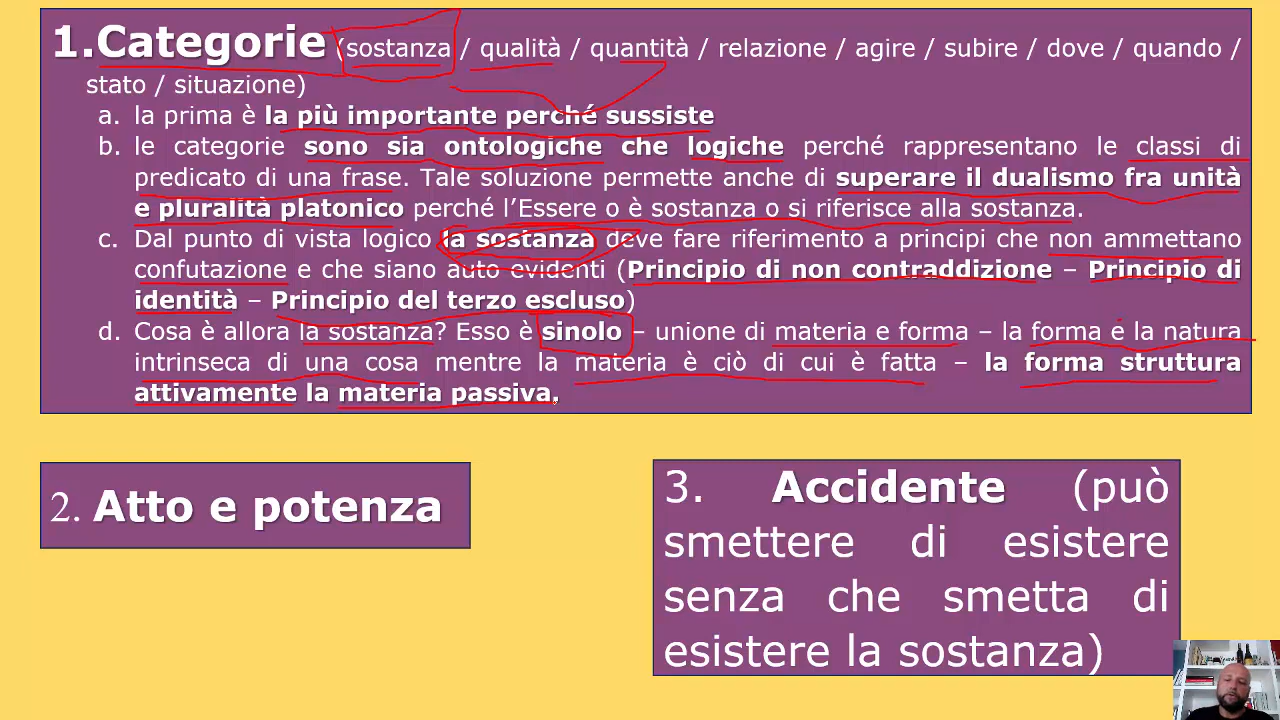 1.Categorie (sostanza / qualità / quantità / relazione / agire / subire / dove / quando /
stato / situazione)
a. la prima è la più importante perché sussiste
b. le categorie sono sia ontologiche che logiche perché rappresentano le classi di
predicato di una frase. Tale soluzione permette anche di superare il dualismo fra unità
e pluralità platonico perché l'Essere o è sostanza o si riferisce alla sostanza.
c. Dal punto di vista logico la sostanza deve fare riferimento a principi che non ammettano
confutazione e che siano auto evidenti (Principio di non contraddizione – Principio di
identità – Principio del terzo escluso)
d. Cosa è allora la sostanza? Esso è sinolo – unione di materia e forma – la forma è la natura
intrinseca di una cosa mentre la materia è ciò di cui è fatta – la forma struttura
attivamente la materia passiva.
2. Atto e potenza
3. Accidente (può
smettere di esistere
senza che smetta di
esistere la sostanza)